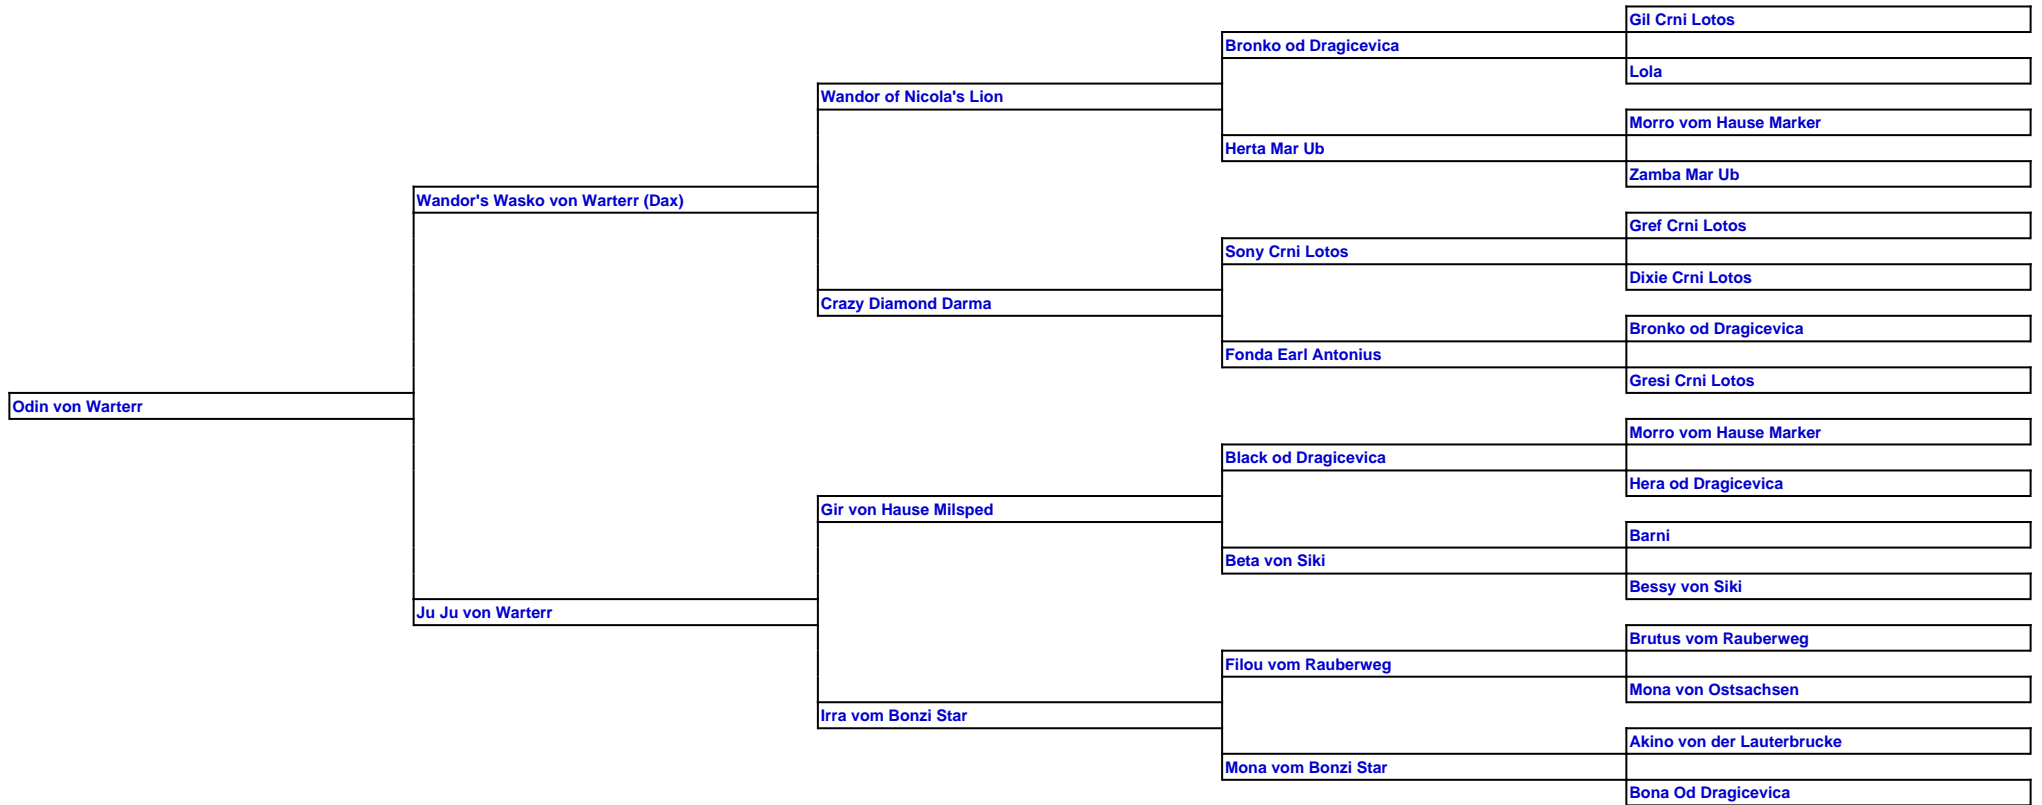 Gil Crni Lotos
Bronko od Dragicevica
Lola
Wandor of Nicola's Lion
Morro vom Hause Marker
Herta Mar Ub
Zamba Mar Ub
Wandor's Wasko von Warterr (Dax)
Gref Crni Lotos
Sony Crni Lotos
Dixie Crni Lotos
Crazy Diamond Darma
Bronko od Dragicevica
Fonda Earl Antonius
Gresi Crni Lotos
Odin von Warterr
Morro vom Hause Marker
Black od Dragicevica
Hera od Dragicevica
Gir von Hause Milsped
Barni
Beta von Siki
Bessy von Siki
Ju Ju von Warterr
Brutus vom Rauberweg
Filou vom Rauberweg
Mona von Ostsachsen
Irra vom Bonzi Star
Akino von der Lauterbrucke
Mona vom Bonzi Star
Bona Od Dragicevica